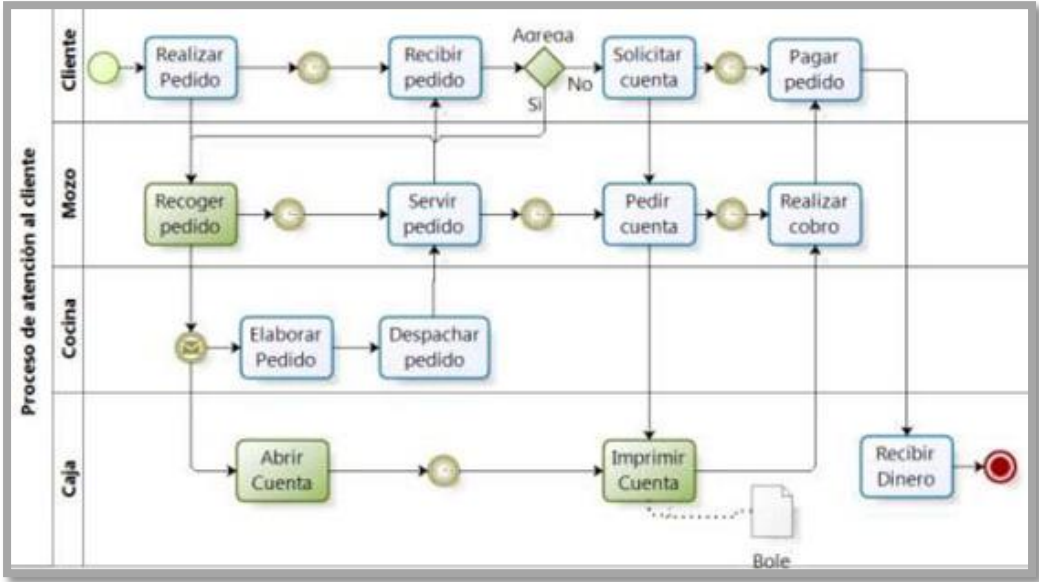 Proceso de atención al cliente
Cliente
Realizar
Pedido
Recibir
pedido
Agrega
Si
No
Solicitar
cuenta
Pagar
pedido
Mozo
Recoger
pedido
Servir
pedido
Pedir
cuenta
Realizar
cobro
Cocina
Elaborar
Pedido
Despachar
pedido
Caja
Abrir
Cuenta
Imprimir
Cuenta
Bole
Recibir
Dinero